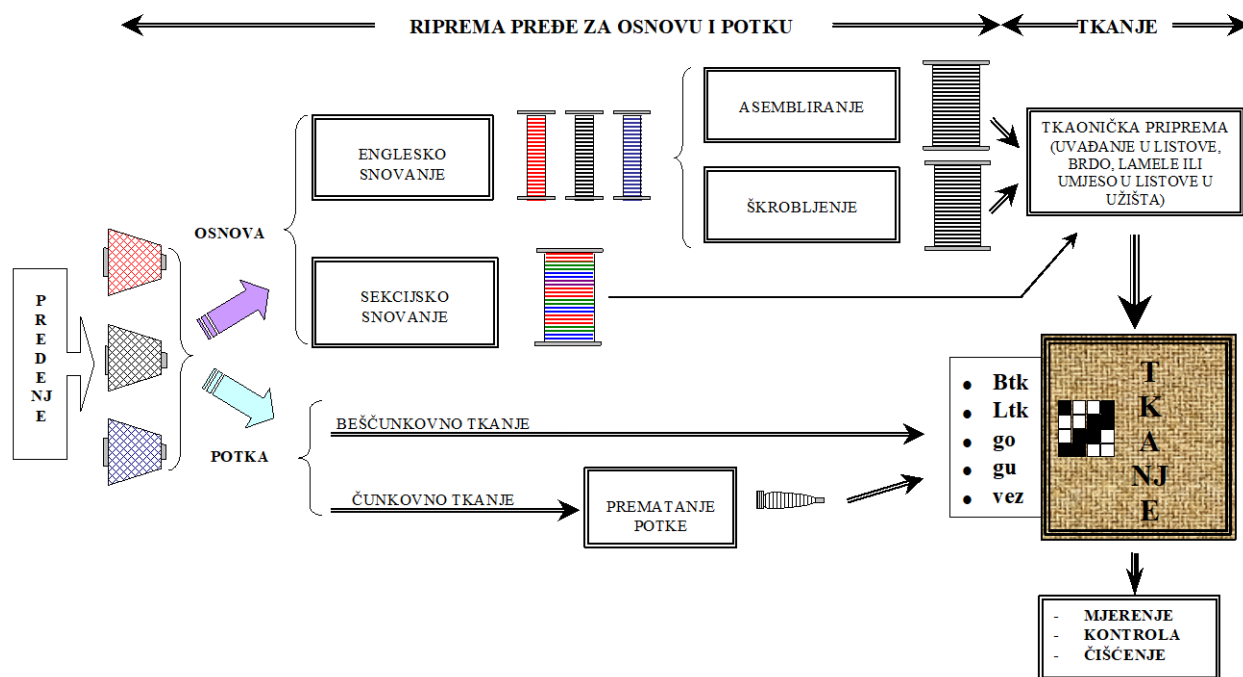 RIPREMA PREĐE ZA OSNOVU I POTKU
TKANJE
PREDENJE
OSNOVA
ENGLESKO
SNOVANJE
SEKCIJSKO
SNOVANJE
ASEMBLIRANJE
ŠKROBLJENJE
TKAONIČKA PRIPREMA
(UVAĐANJE U LISTOVE,
BRDO, LAMELE ILI
UMJESO U LISTOVE U
UŽIŠTA)
POTKA
BEŠČUNKOVNO TKANJE
ČUNKOVNO TKANJE
PREMATANJE
POTKE
• Btk
• Ltk
• go
• gu
• vez
TKANJE
- MJERENJE
- KONTROLA
- ČIŠĆENJE